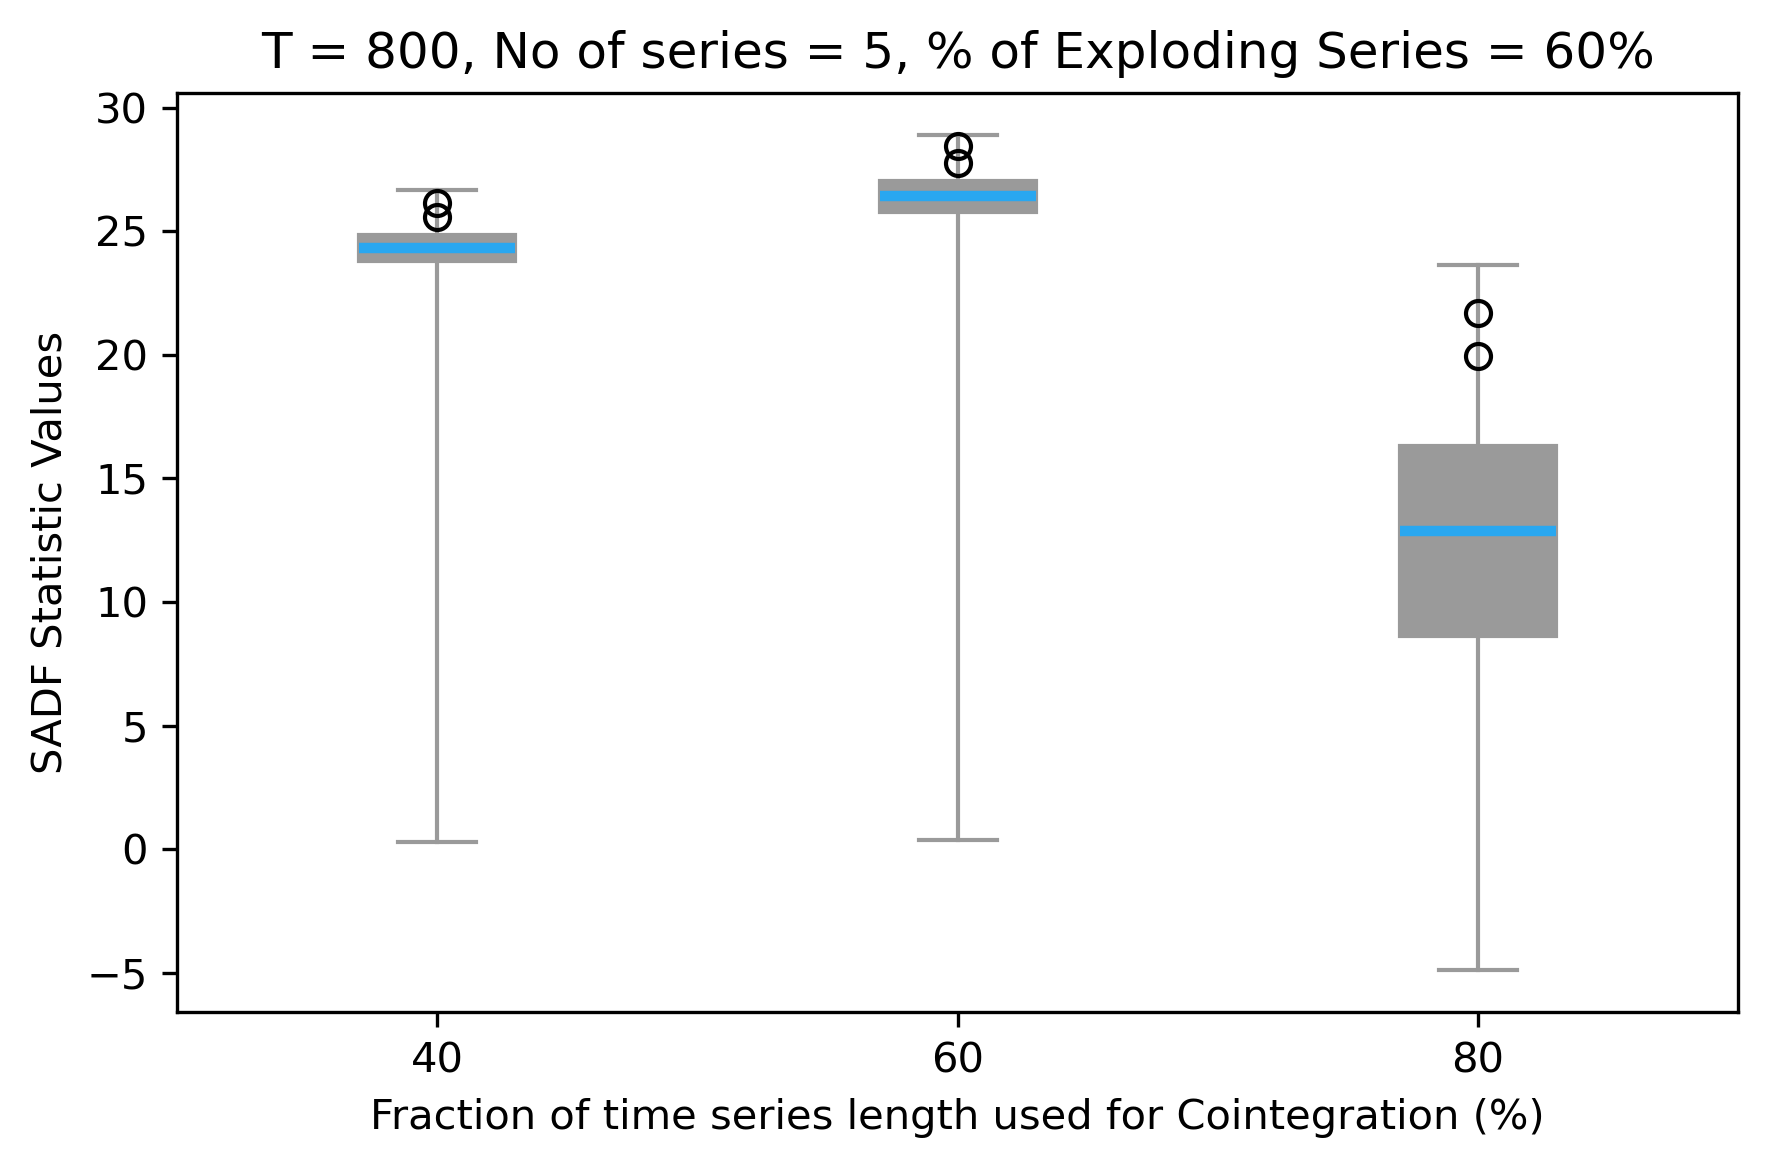 T = 800, No of series = 5, % of Exploding Series = 60%
30
25
20
15
10
5
0
−5
SADF Statistic Values
40 60 80
Fraction of time series length used for Cointegration (%)